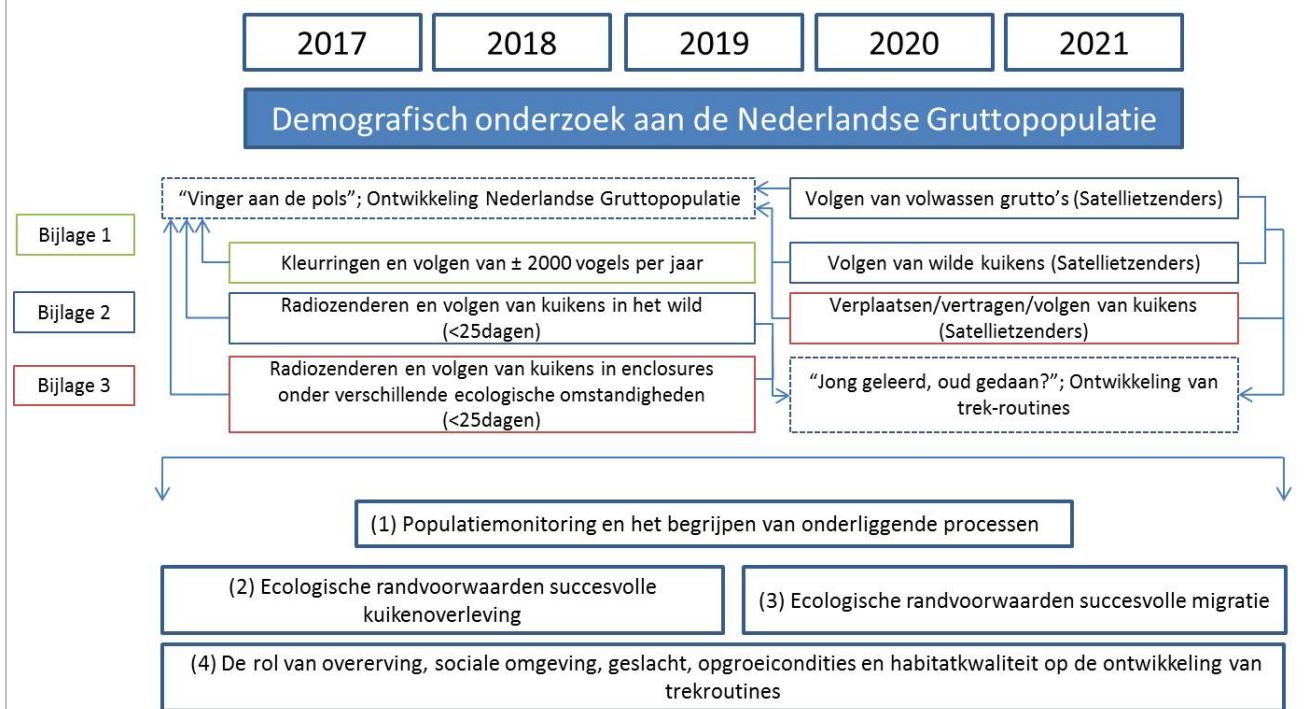 2017
2018
2019
2020
2021
Demografisch onderzoek aan de Nederlandse Gruttopopulatie
Bijlage 1
Bijlage 2
Bijlage 3
“Vinger aan de pols”; Ontwikkeling Nederlandse Gruttopopulatie
Kleurringen en volgen van ± 2000 vogels per jaar
Radiozenderen en volgen van kuikens in het wild
(<25dagen)
Radiozenderen en volgen van kuikens in enclosures
onder verschillende ecologische omstandigheden
(<25dagen)
Volgen van volwassen grutto’s (Satellietzenders)
Volgen van wilde kuikens (Satellietzenders)
Verplaatsen/vertragen/volgen van kuikens
(Satellietzenders)
“Jong geleerd, oud gedaan?”; Ontwikkeling van
trek-routines
(1) Populatiemonitoring en het begrijpen van onderliggende processen
(2) Ecologische randvoorwaarden succesvolle
kuikenoverleving
(3) Ecologische randvoorwaarden succesvolle migratie
(4) De rol van overerving, sociale omgeving, geslacht, opgroeicondities en habitatkwaliteit op de ontwikkeling van
trekroutines